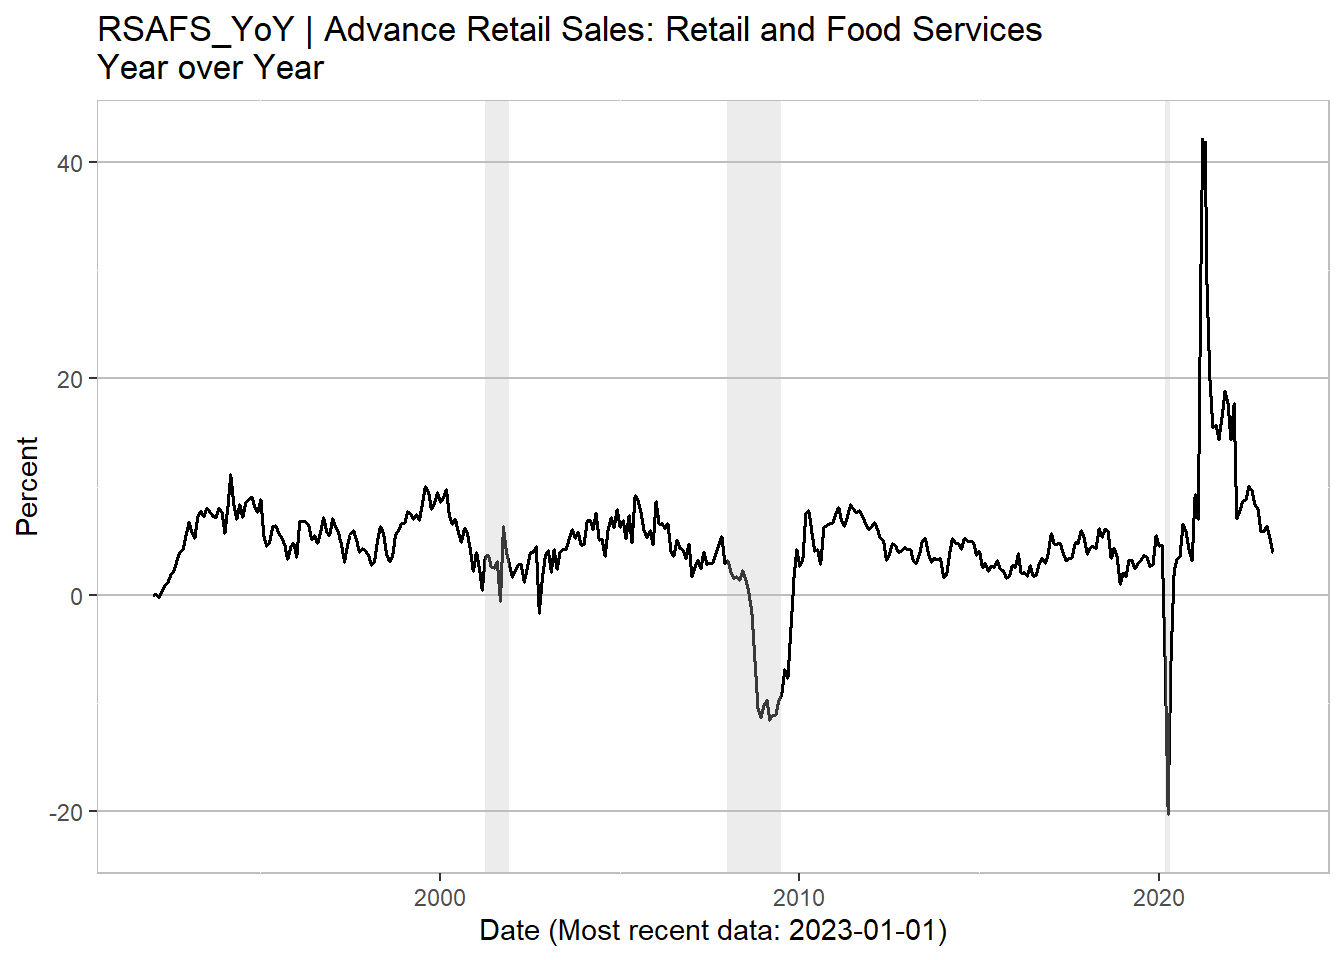 RSAFS_YoY | Advance Retail Sales: Retail and Food Services
Year over Year
Percent
40
20
0
-20
2000
2010
2020
Date (Most recent data: 2023-01-01)